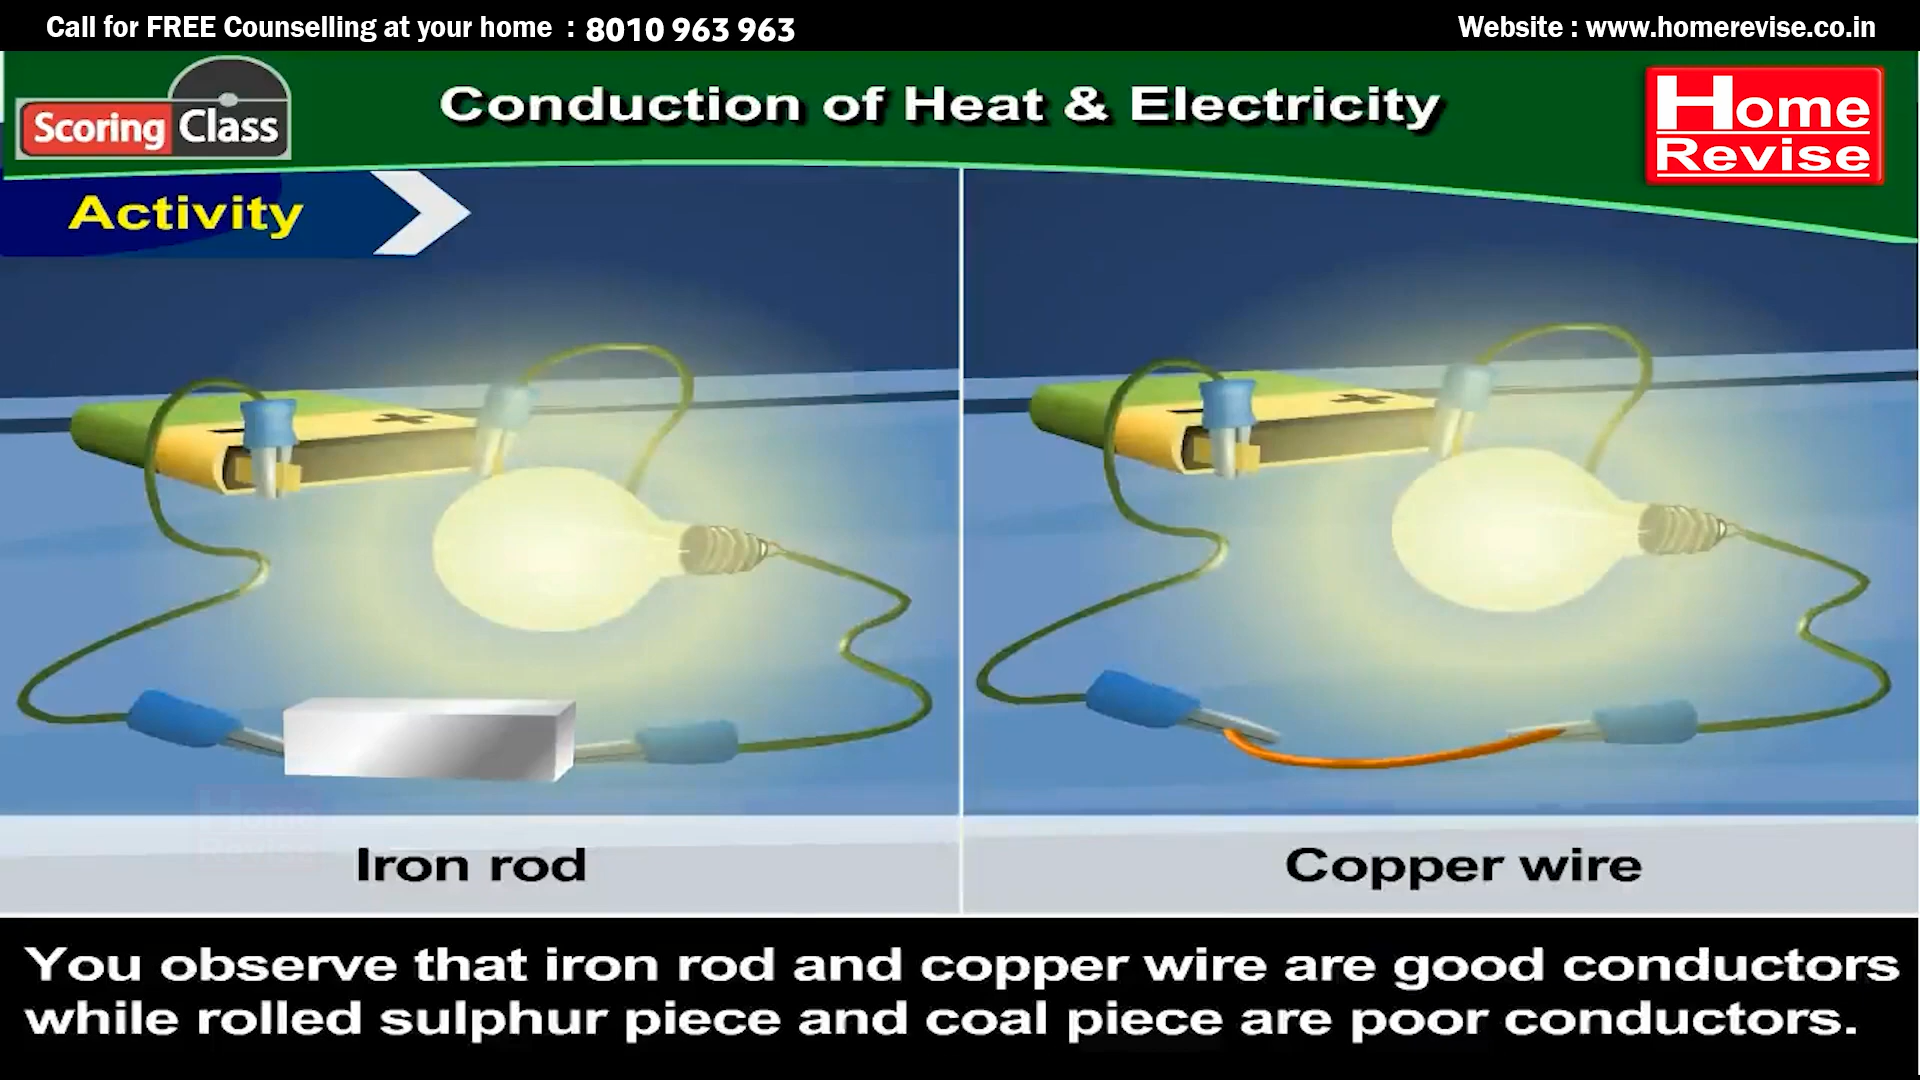 Call for FREE Counselling at your home : 8010 963 963
Website : www.homerevise.co.in
Scoring Class
Conduction of Heat & Electricity
Home
Revise
Activity
+
-
+
Home
Revise
Iron rod
Copper wire
You observe that iron rod and copper wire are good conductors
while rolled sulphur piece and coal piece are poor conductors.